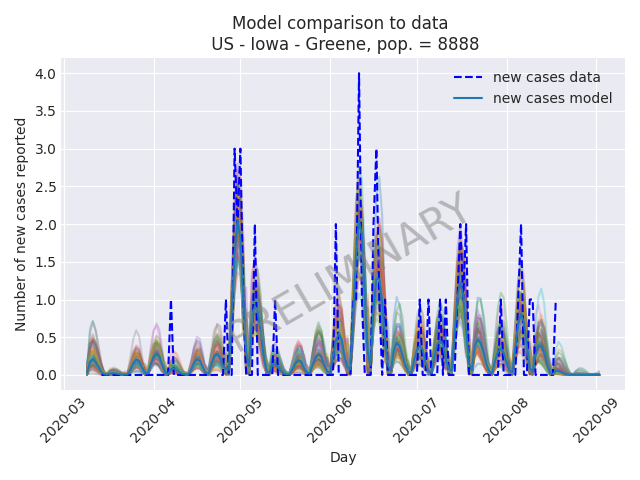 Model comparison to data
US - Iowa - Greene, pop. = 8888
new cases data
new cases model
Number of new cases reported
4.0
3.5
3.0
2.5
2.0
1.5
1.0
0.5
0.0
PRELIMINARY
2020-03
2020-04
2020-05
2020-06
2020-07
2020-08
2020-09
Day